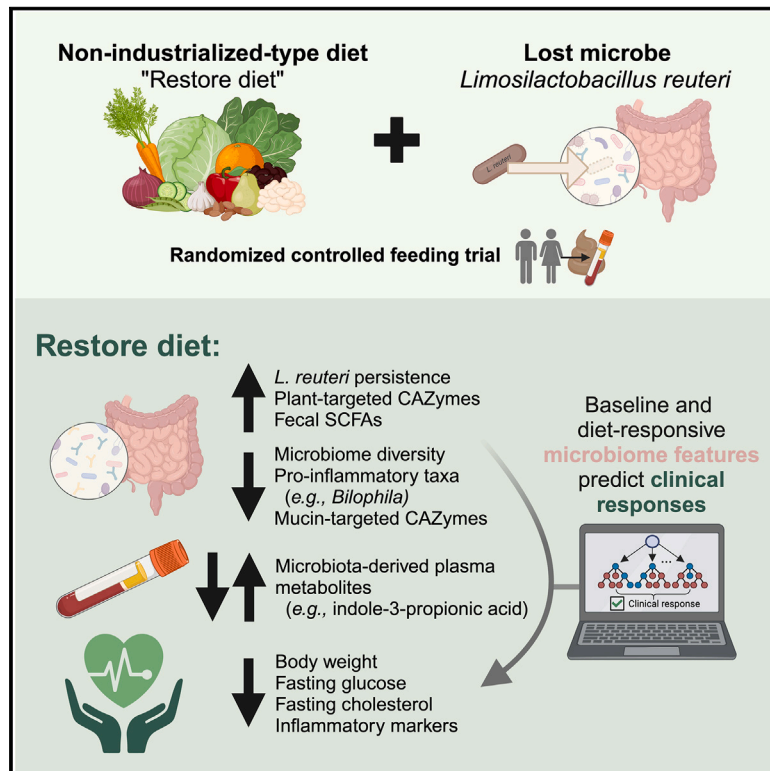 Non-industrialized-type diet
"Restore diet"
Lost microbe
Limosilactobacillus reuteri
L. reuteri
Randomized controlled feeding trial
Restore diet:
L. reuteri persistence
Plant-targeted CAZymes
Fecal SCFAs
Microbiome diversity
Pro-inflammatory taxa
(e.g., Bilophila)
Mucin-targeted CAZymes
Microbiota-derived plasma
metabolites
(e.g., indole-3-propionic acid)
Body weight
Fasting glucose
Fasting cholesterol
Inflammatory markers
Baseline and
diet-responsive
microbiome features
predict clinical
responses
...
Clinical response